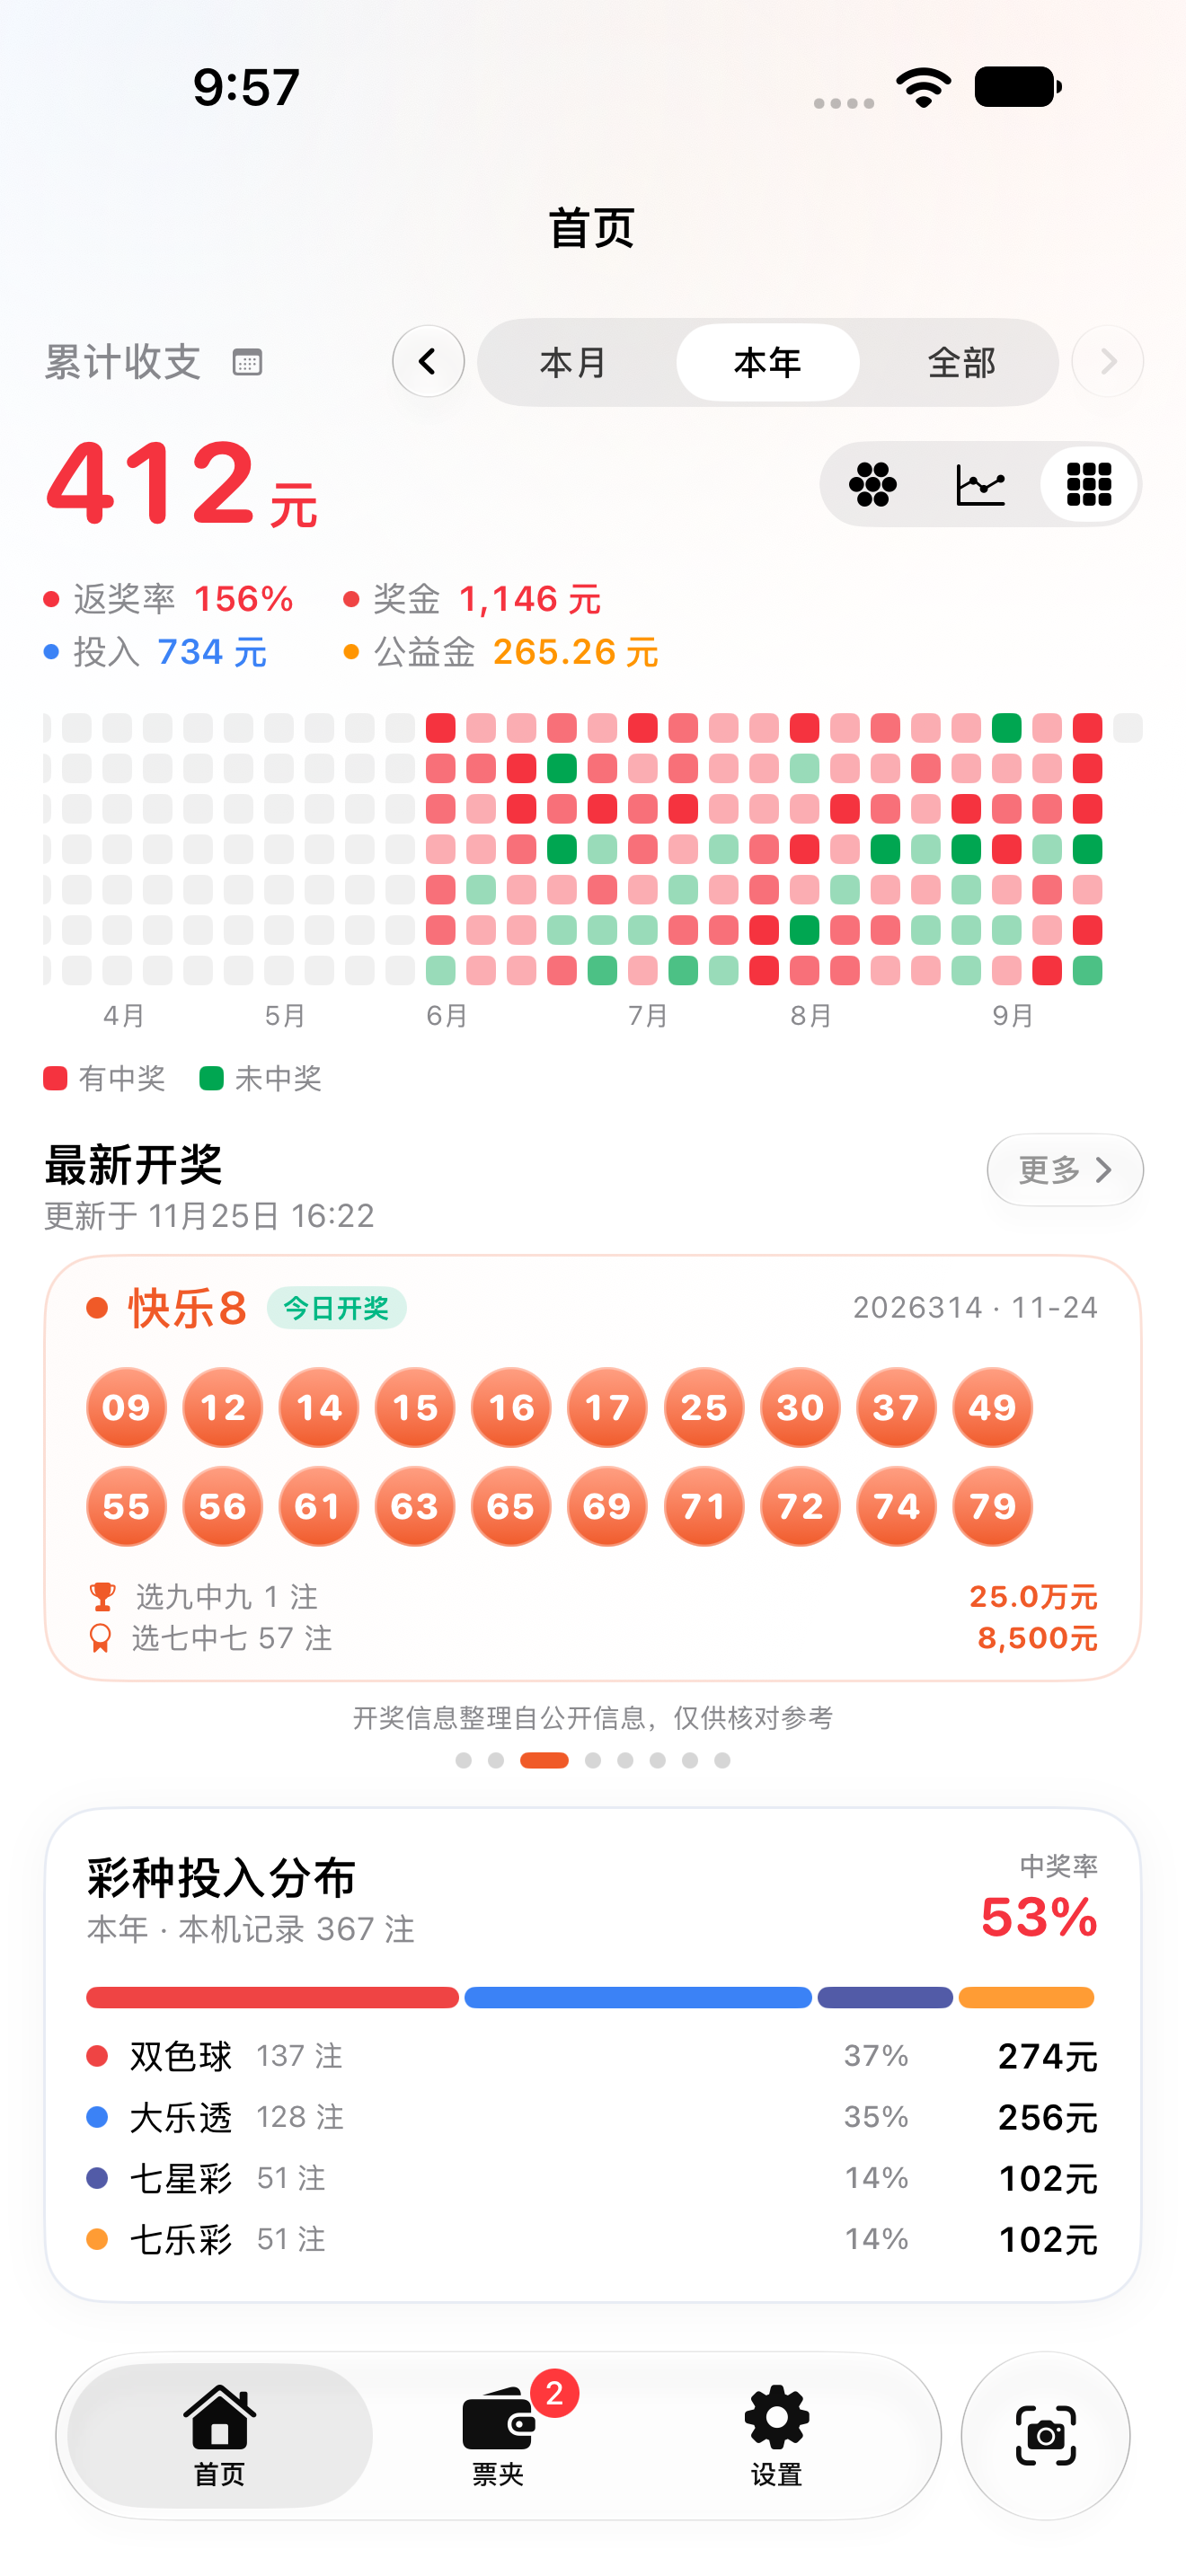 9:57
首页
累计收支
本月 本年 全部
412元
返奖率 156% 奖金 1,146 元
投入 734 元 公益金 265.26 元
4月 5月 6月 7月 8月 9月
有中奖 未中奖
最新开奖 更多
更新于 11月25日 16:22
快乐8 今日开奖 2026314 · 11-24
09 12 14 15 16 17 25 30 37 49
55 56 61 63 65 69 71 72 74 79
选九中九 1 注 25.0万元
选七中七 57 注 8,500元
开奖信息整理自公开信息，仅供核对参考
彩种投入分布 中奖率
本年 · 本机记录 367 注 53%
双色球 137 注 37% 274元
大乐透 128 注 35% 256元
七星彩 51 注 14% 102元
七乐彩 51 注 14% 102元
2
首页 票夹 设置